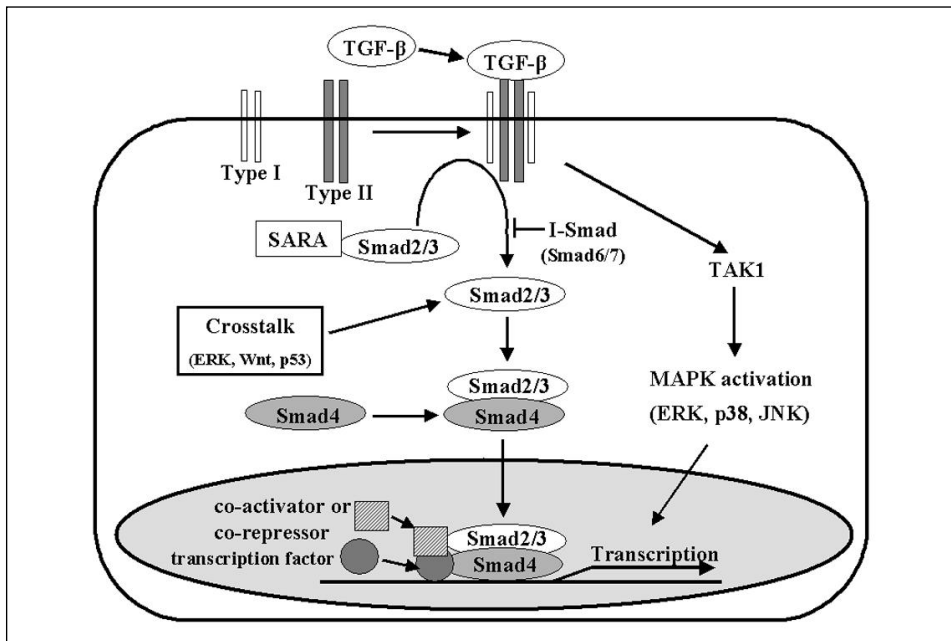 TGF-β
TGF-β
Type I
Type II
SARA
Smad2/3
I-Smad
(Smad6/7)
TAK1
Smad2/3
Crosstalk
(ERK, Wnt, p53)
MAPK activation
(ERK, p38, JNK)
Smad2/3
Smad4
Smad4
co-activator or
co-repressor
transcription factor
Smad2/3
Smad4
Transcription